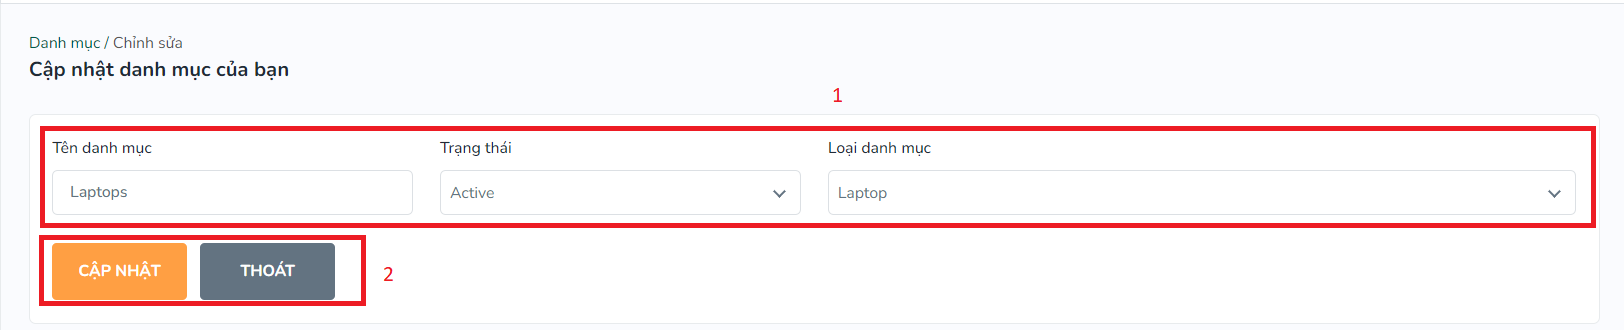 Danh mục / Chỉnh sửa
Cập nhật danh mục của bạn
1
Tên danh mục Trạng thái Loại danh mục
Laptops Active Laptop
CẬP NHẬT THOÁT 2